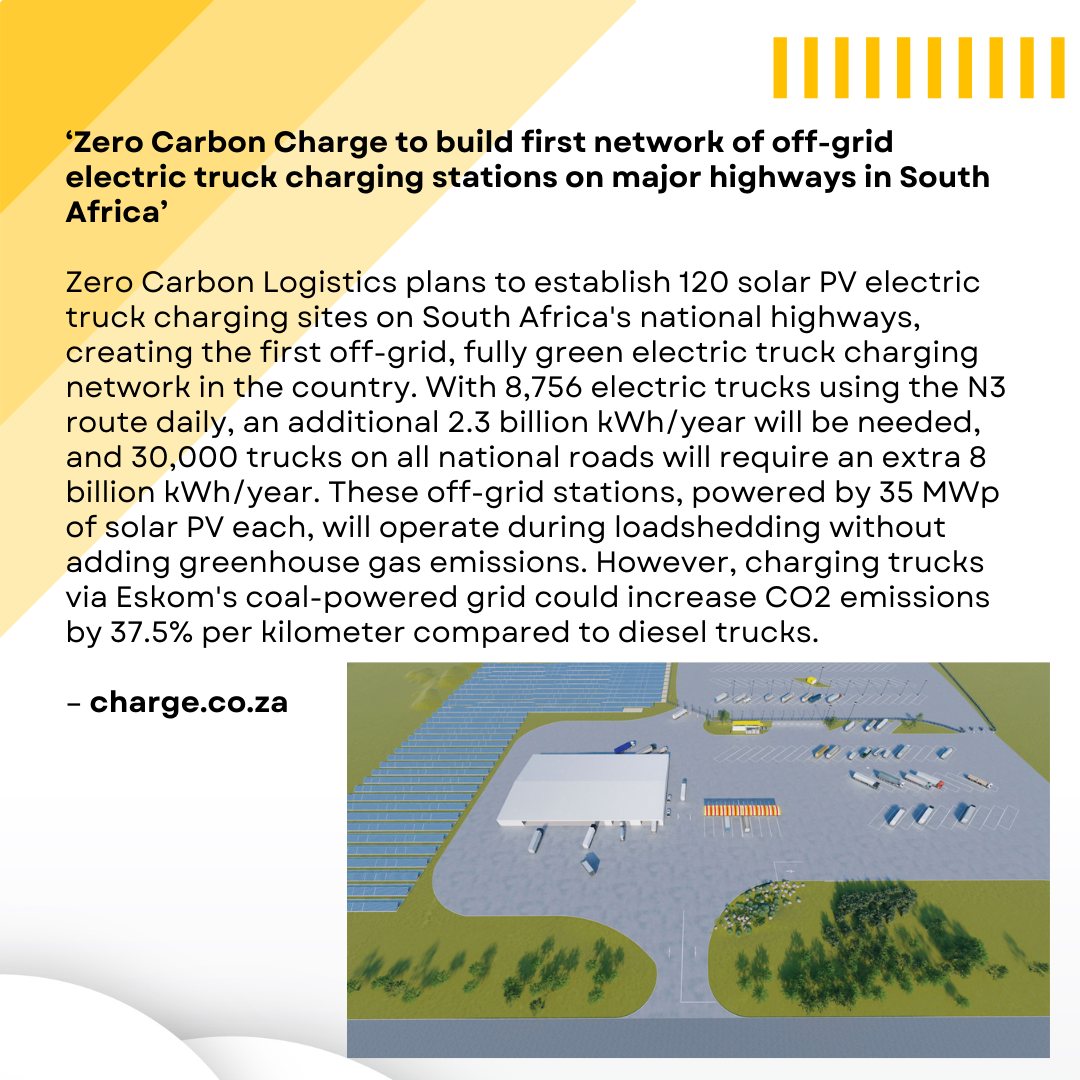 ‘Zero Carbon Charge to build first network of off-grid
electric truck charging stations on major highways in South
Africa’
Zero Carbon Logistics plans to establish 120 solar PV electric
truck charging sites on South Africa's national highways,
creating the first off-grid, fully green electric truck charging
network in the country. With 8,756 electric trucks using the N3
route daily, an additional 2.3 billion kWh/year will be needed,
and 30,000 trucks on all national roads will require an extra 8
billion kWh/year. These off-grid stations, powered by 35 MWp
of solar PV each, will operate during loadshedding without
adding greenhouse gas emissions. However, charging trucks
via Eskom's coal-powered grid could increase CO2 emissions
by 37.5% per kilometer compared to diesel trucks.
– charge.co.za